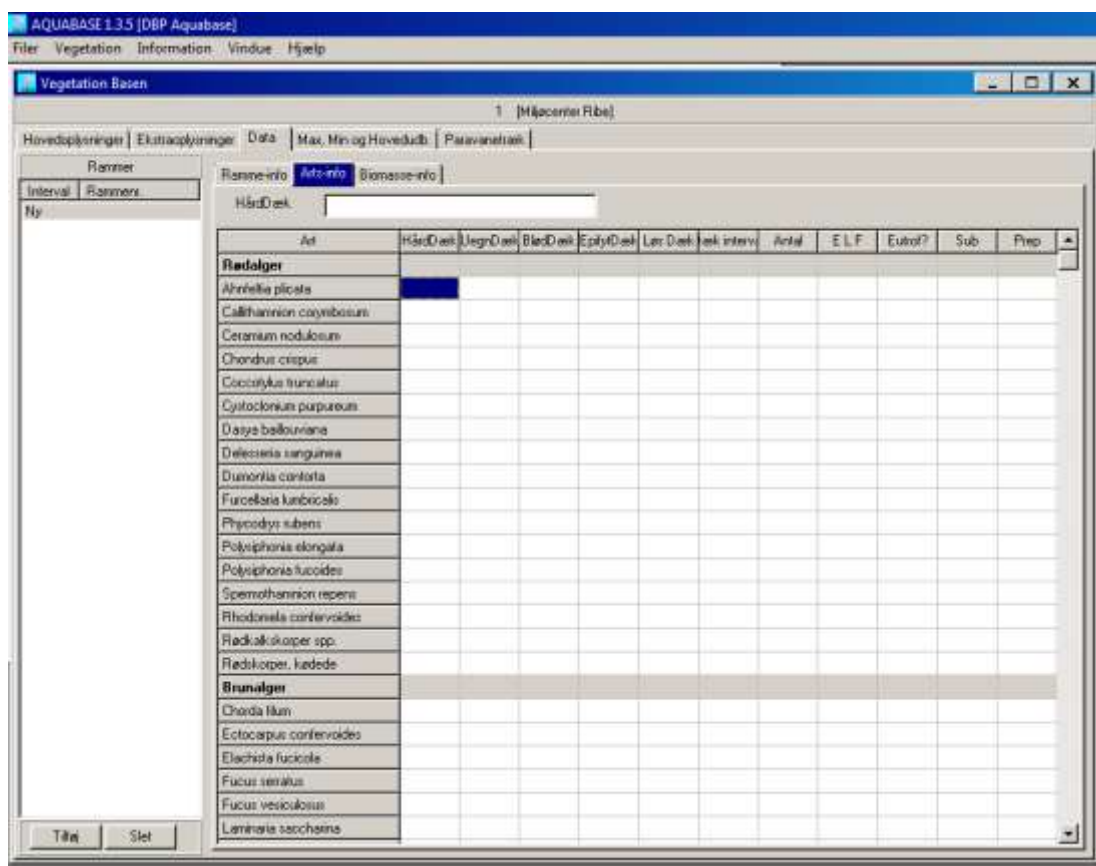 AQUABASE 1.3.5 [DBP Aquabase]
Filer Vegetation Information Vindue Hjælp
Vegetation Basen
1 [Miljøcenter Ribe]
Hovedoplysninger Ekstraoplysninger Data Max, Min og Hovedudb. Paravanetræk
Rammer
Ramme-info Arts-info Biomasse-info
Interval Rammenr.
HårdDæk
Ny
Art HårdDæk UegnDæk BlødDæk EpifytDæk Løs Dæk Dæk interva Antal E L F Eutrof? Sub Prep
Rødalger
Ahnfeltia plicata
Callithamnion corymbosum
Ceramium nodulosum
Chondrus crispus
Coccotylus truncatus
Cystoclonium purpureum
Dasya baillouviana
Delesseria sanguinea
Dumontia contorta
Furcellaria lumbricalis
Phycodrys rubens
Polysiphonia elongata
Polysiphonia fucoides
Spermothamnion repens
Rhodomela confervoides
Rødkalkskorper spp.
Rødskorper, kødede
Brunalger
Chorda filum
Ectocarpus confervoides
Elachista fucicola
Fucus serratus
Fucus vesiculosus
Laminaria saccharina
Tilføj Slet